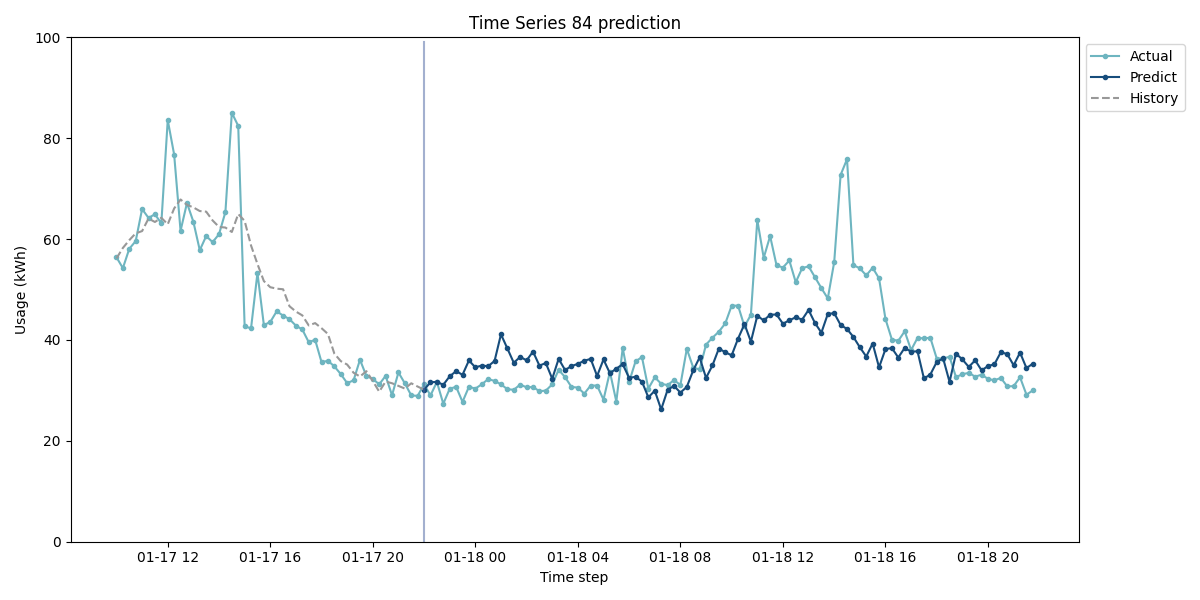 Time Series 84 prediction
100
80
60
40
20
0
Usage (kWh)
01-17 12
01-17 16
01-17 20
01-18 00
01-18 04
01-18 08
01-18 12
01-18 16
01-18 20
Time step
Actual
Predict
History